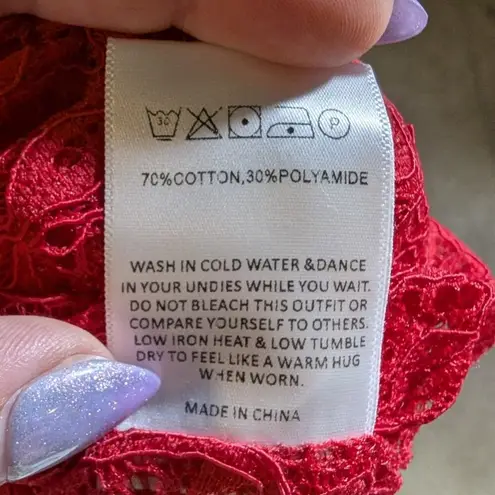 30
P
70%COTTON,30%POLYAMIDE
WASH IN COLD WATER &DANCE
IN YOUR UNDIES WHILE YOU WAIT.
DO NOT BLEACH THIS OUTFIT OR
COMPARE YOURSELF TO OTHERS.
LOW IRON HEAT & LOW TUMBLE
DRY TO FEEL LIKE A WARM HUG
WHEN WORN.
MADE IN CHINA